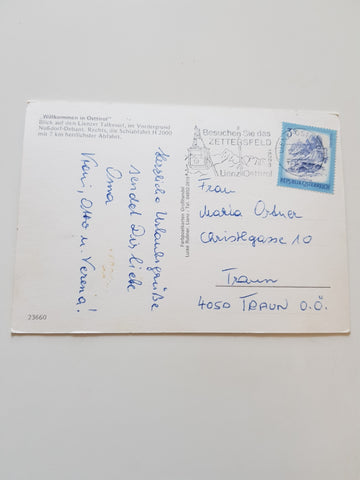 "Willkommen in Osttirol"
Blick auf den Lienzer Talkessel, im Vordergrund
Nußdorf-Debant. Rechts, die Schiabfahrt H 2000
mit 7 km herrlichster Abfahrt.
Herzliche Urlaubsgrüße
sendet Dir liebe
Oma
Otto u. Verena!
23660
Besuchen Sie das
ZETTERSFELD
Lienz/Osttirol
3
REPUBLIK ÖSTERREICH
Frau
Maria Ortner
Christlgasse 10
Traun
4050 TRAUN O.Ö.